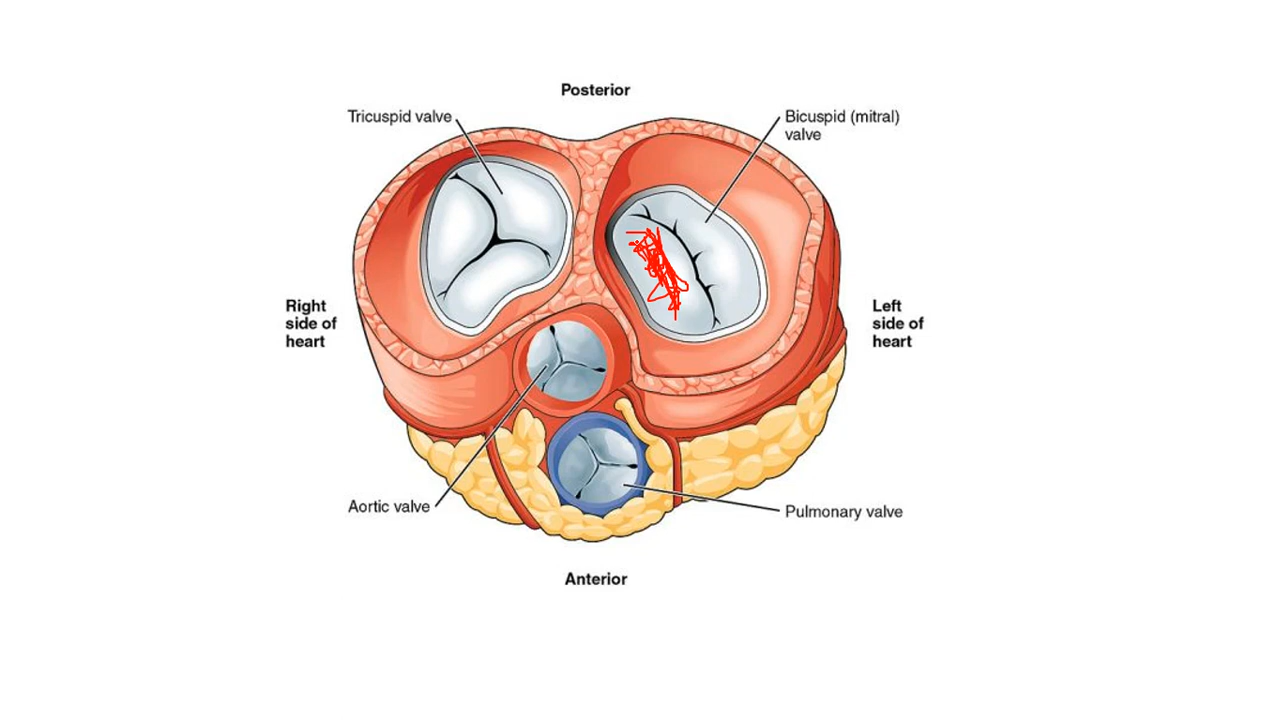 Posterior
Tricuspid valve
Bicuspid (mitral)
valve
Right
side of
heart
Left
side of
heart
Aortic valve
Pulmonary valve
Anterior